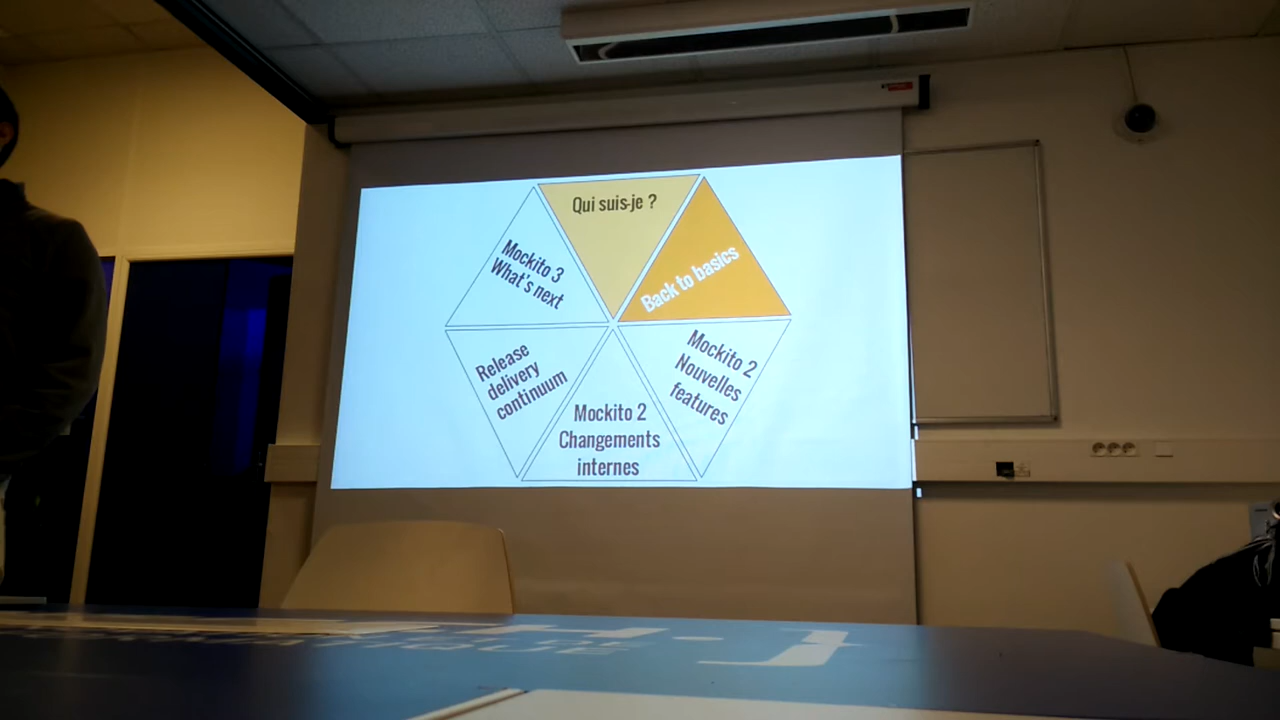 Qui suis-je ?
Back to basics
Mockito 2
Nouvelles
features
Mockito 2
Changements
internes
Release
delivery
continuum
Mockito 3
What's next